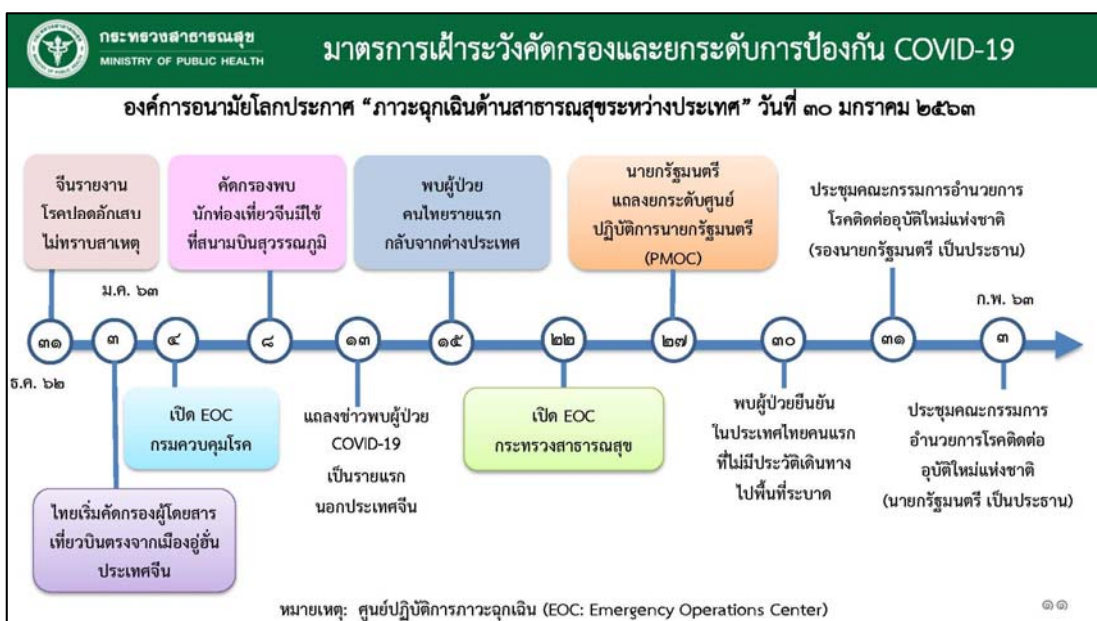 กระทรวงสาธารณสุข
MINISTRY OF PUBLIC HEALTH
มาตรการเฝ้าระวังคัดกรองและยกระดับการป้องกัน COVID-19
องค์การอนามัยโลกประกาศ “ภาวะฉุกเฉินด้านสาธารณสุขระหว่างประเทศ” วันที่ ๓๐ มกราคม ๒๕๖๓
จีนรายงาน
โรคปอดอักเสบ
ไม่ทราบสาเหตุ
คัดกรองพบ
นักท่องเที่ยวจีนมีไข้
ที่สนามบินสุวรรณภูมิ
พบผู้ป่วย
คนไทยรายแรก
กลับจากต่างประเทศ
นายกรัฐมนตรี
แถลงยกระดับศูนย์
ปฏิบัติการนายกรัฐมนตรี
(PMOC)
ประชุมคณะกรรมการอำนวยการ
โรคติดต่ออุบัติใหม่แห่งชาติ
(รองนายกรัฐมนตรี เป็นประธาน)
ม.ค. ๖๓
ก.พ. ๖๓
๓๑
๓
๔
๘
๑๓
๑๕
๒๒
๒๗
๓๐
๓๑
๓
ธ.ค. ๖๒
เปิด EOC
กรมควบคุมโรค
แถลงข่าวพบผู้ป่วย
COVID-19
เป็นรายแรก
นอกประเทศจีน
เปิด EOC
กระทรวงสาธารณสุข
พบผู้ป่วยยืนยัน
ในประเทศไทยคนแรก
ที่ไม่มีประวัติเดินทาง
ไปพื้นที่ระบาด
ประชุมคณะกรรมการ
อำนวยการโรคติดต่อ
อุบัติใหม่แห่งชาติ
(นายกรัฐมนตรี เป็นประธาน)
ไทยเริ่มคัดกรองผู้โดยสาร
เที่ยวบินตรงจากเมืองอู่ฮั่น
ประเทศจีน
หมายเหตุ: ศูนย์ปฏิบัติการภาวะฉุกเฉิน (EOC: Emergency Operations Center)
๑๑